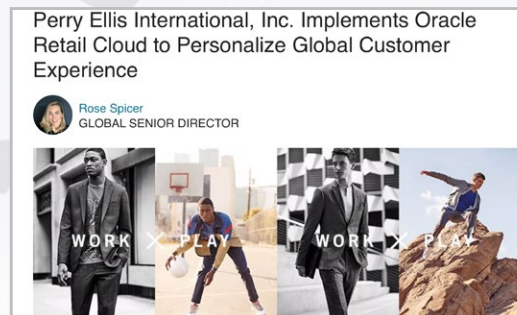 Perry Ellis International, Inc. Implements Oracle
Retail Cloud to Personalize Global Customer
Experience
Rose Spicer
GLOBAL SENIOR DIRECTOR
WORK X PLAY WORK X PLAY